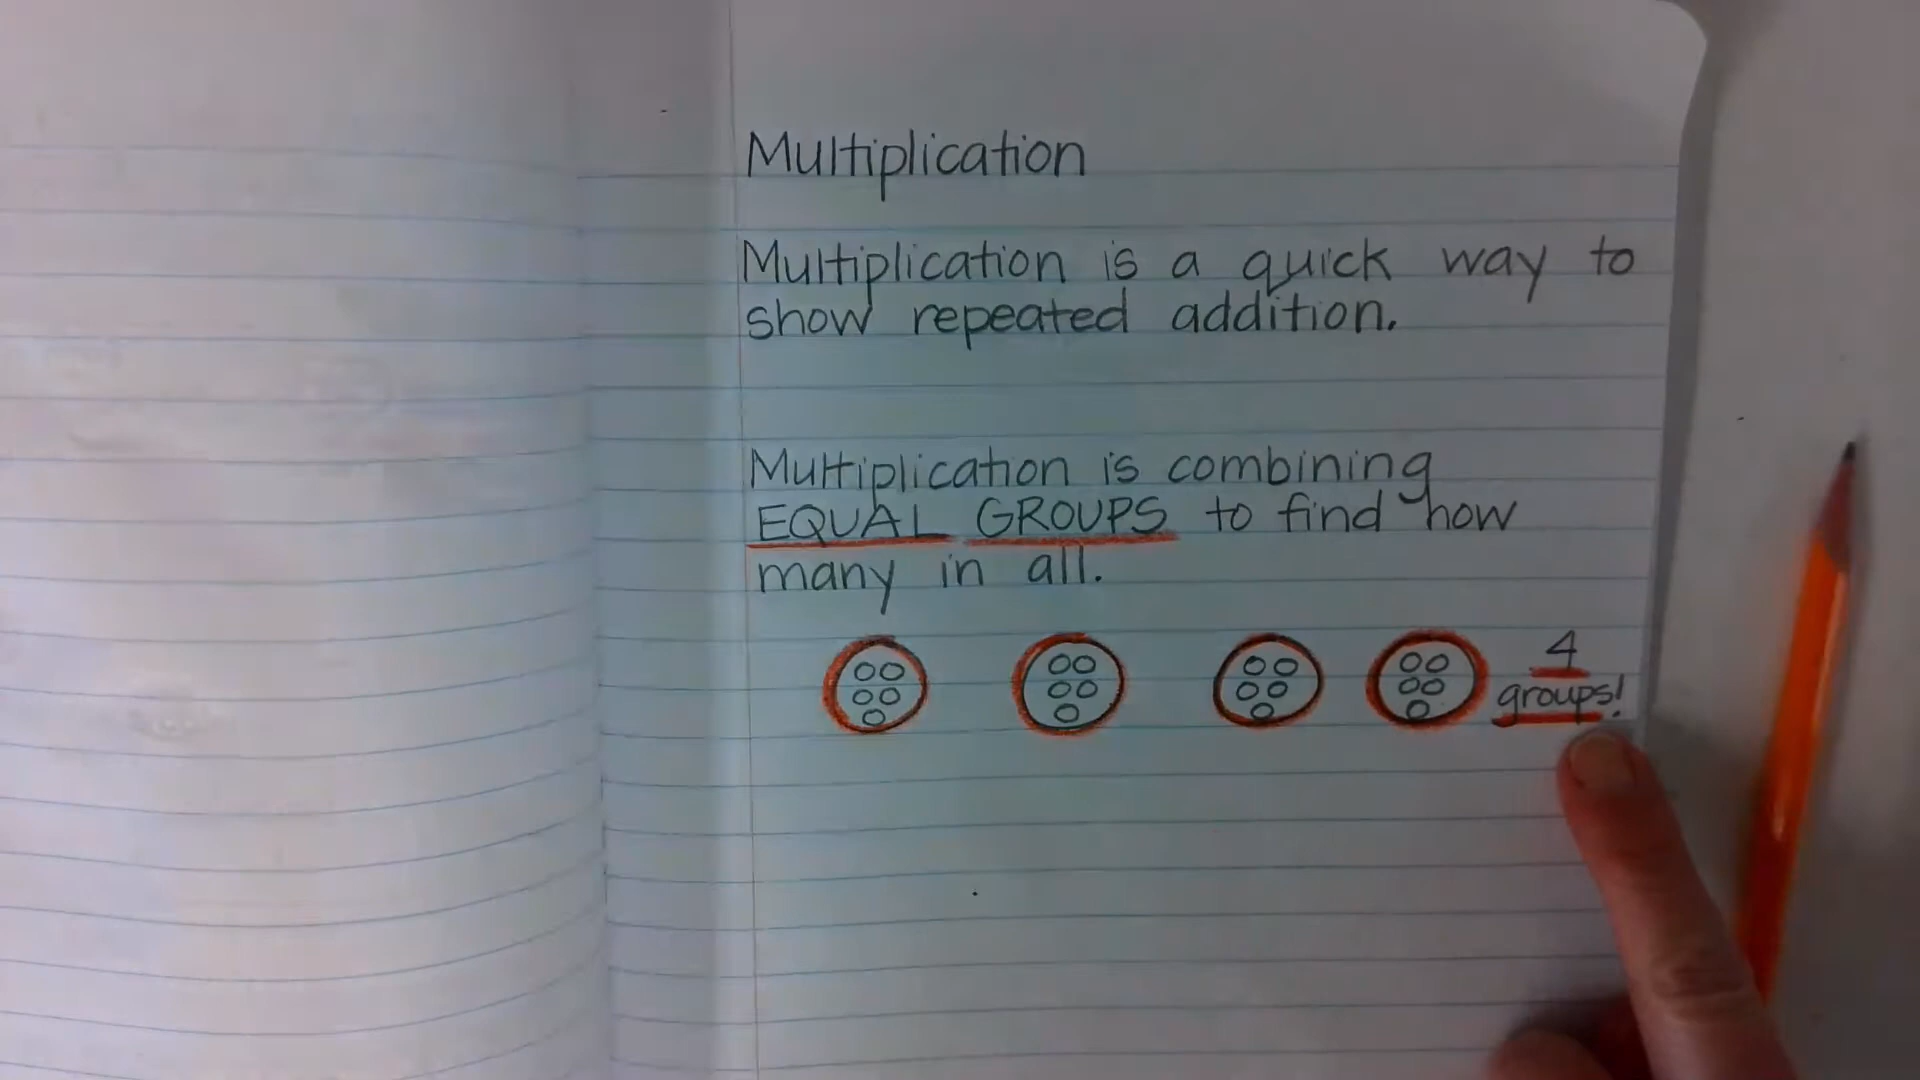 Multiplication
Multiplication is a quick way to
show repeated addition.
Multiplication is combining
EQUAL GROUPS to find how
many in all.
4
groups!